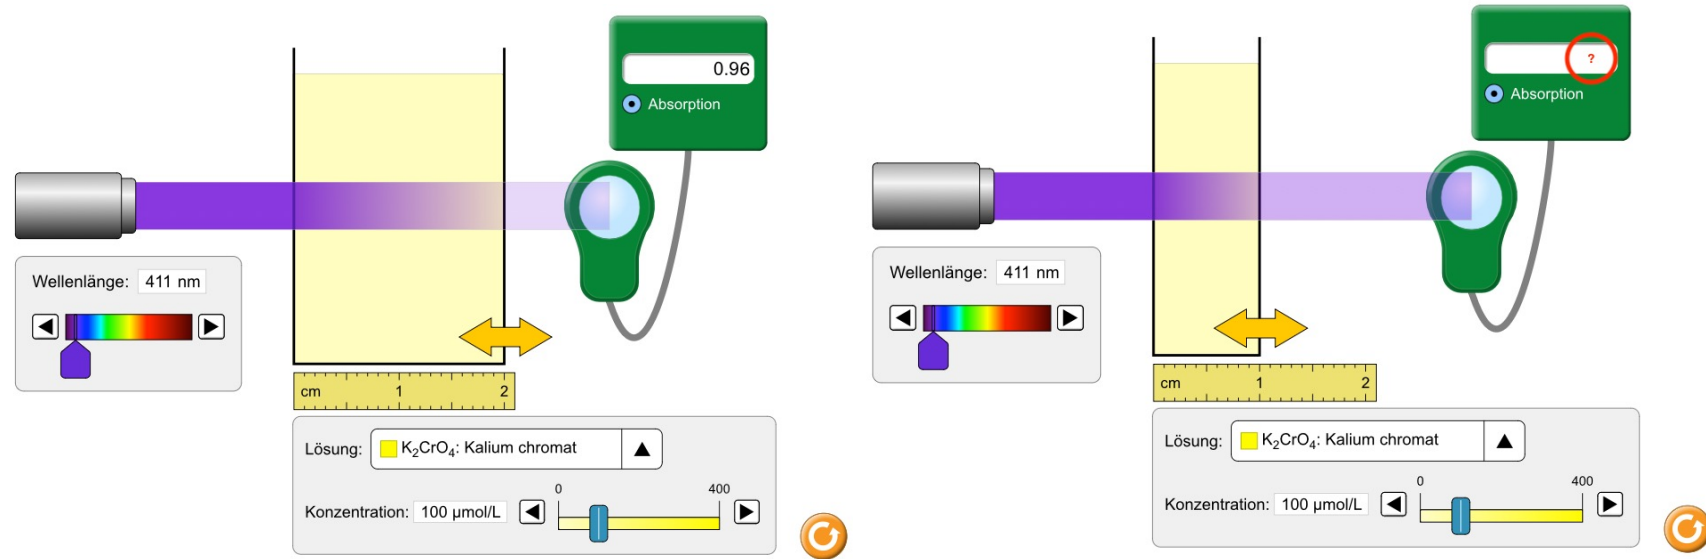 0.96
Absorption
Wellenlänge: 411 nm
cm 1 2
Lösung: K₂CrO₄: Kalium chromat
0 400
Konzentration: 100 µmol/L
?
Absorption
Wellenlänge: 411 nm
cm 1 2
Lösung: K₂CrO₄: Kalium chromat
0 400
Konzentration: 100 µmol/L